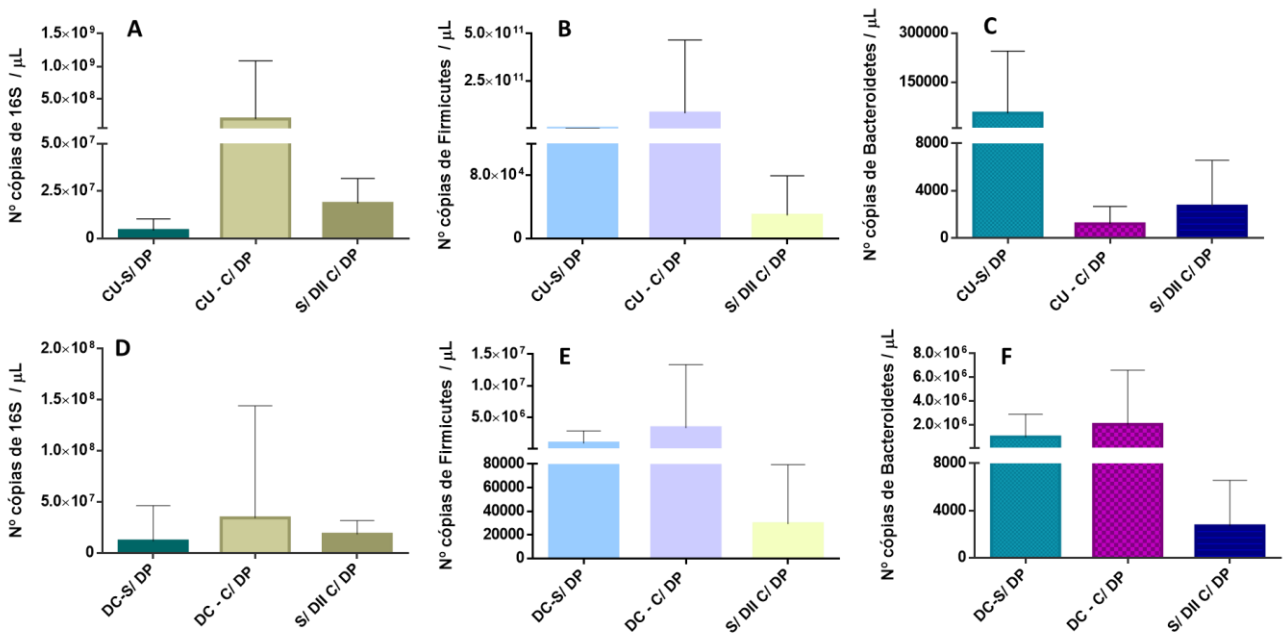 A
Nº cópias de 16S / µL
1.5×10⁹
1.0×10⁹
5.0×10⁸
5.0×10⁷
2.5×10⁷
0
CU-S/ DP
CU - C/ DP
S/ DII C/ DP
B
Nº cópias de Firmicutes / µL
5.0×10¹¹
2.5×10¹¹
8.0×10⁴
0
CU-S/ DP
CU - C/ DP
S/ DII C/ DP
C
Nº cópias de Bacteroidetes / µL
300000
150000
8000
4000
0
CU-S/ DP
CU - C/ DP
S/ DII C/ DP
D
Nº cópias de 16S / µL
2.0×10⁸
1.5×10⁸
1.0×10⁸
5.0×10⁷
0
DC-S/ DP
DC - C/ DP
S/ DII C/ DP
E
Nº cópias de Firmicutes / µL
1.5×10⁷
1.0×10⁷
5.0×10⁶
80000
60000
40000
20000
0
DC-S/ DP
DC - C/ DP
S/ DII C/ DP
F
Nº cópias de Bacteroidetes / µL
8.0×10⁶
6.0×10⁶
4.0×10⁶
2.0×10⁶
8000
4000
0
DC-S/ DP
DC - C/ DP
S/ DII C/ DP